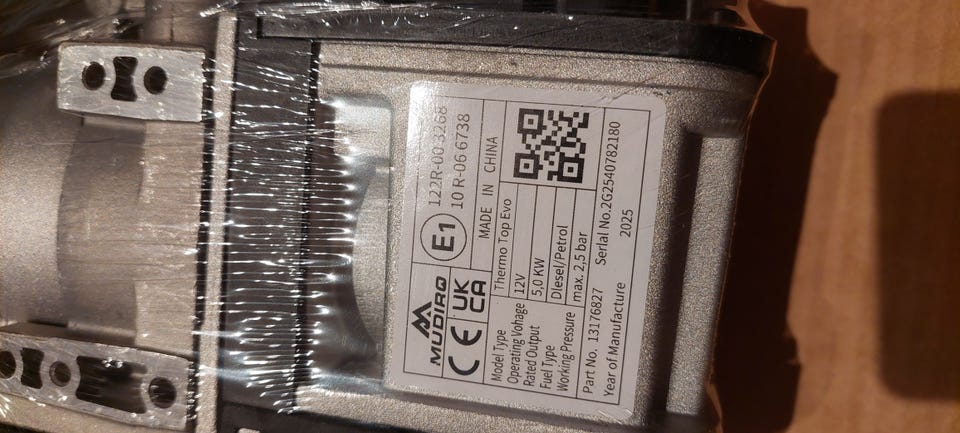 MUDIRO
CE UK CA
E1
122R-00 3268
10 R-06 6738
MADE IN CHINA
Model Type Thermo Top Evo
Operating Vohage 12V
Rated Output 5,0 KW
Fuel Type Diesel/Petrol
Working Pressure max. 2,5 bar
Part No. 13176827 Serlal No.2G2540782180
Year of Manufacture 2025